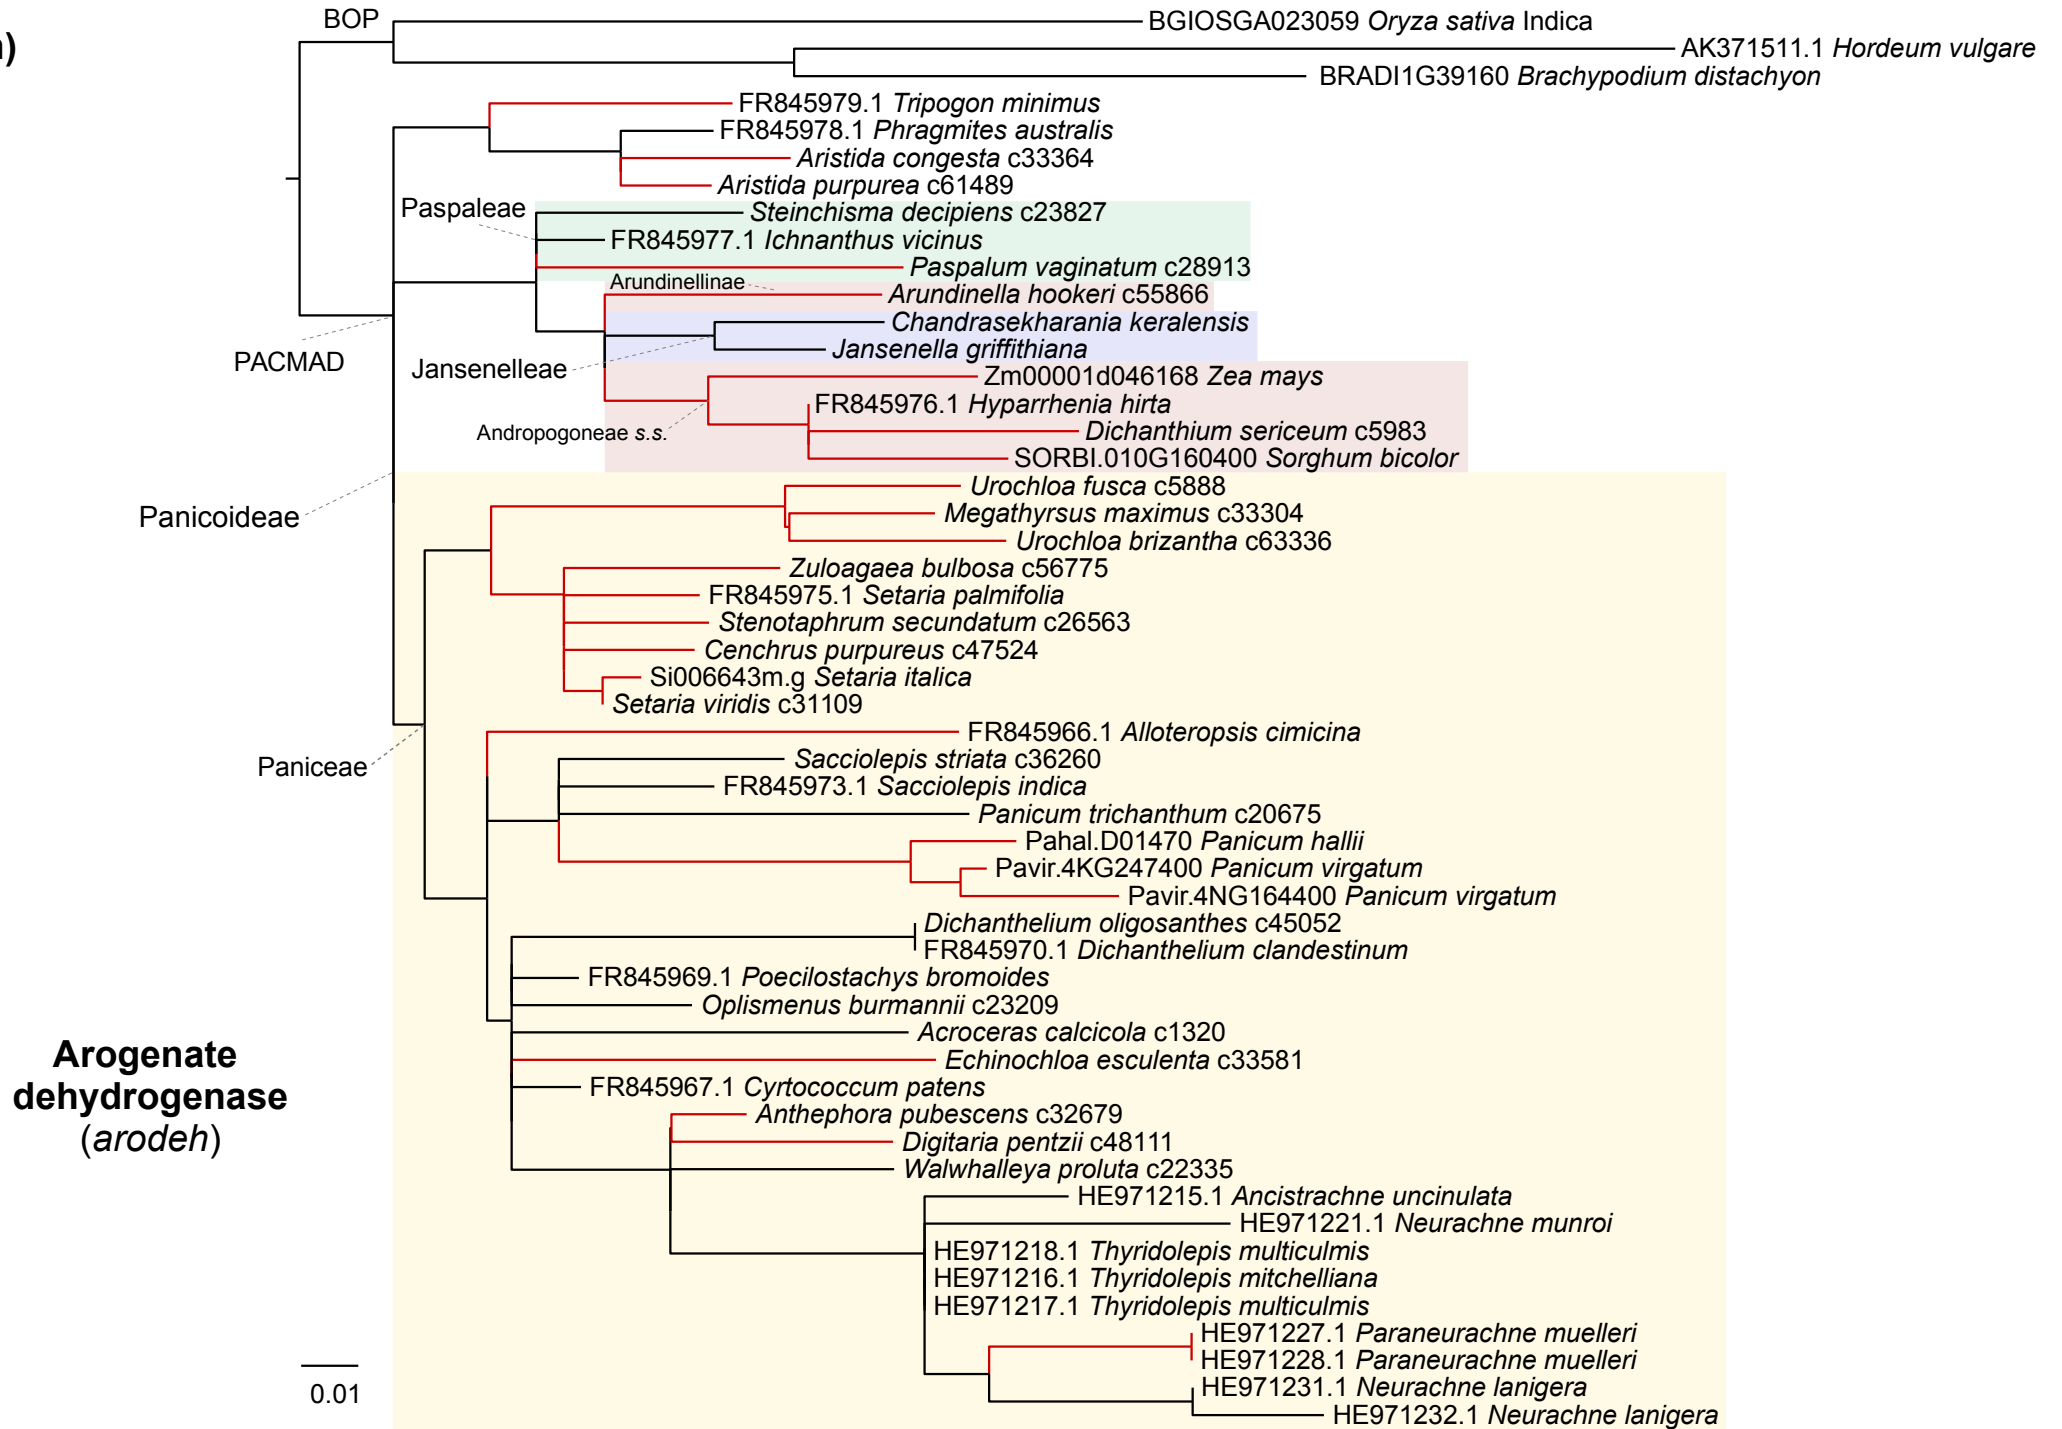 BOP
BGIOSGA023059 Oryza sativa Indica
a)
AK371511.1 Hordeum vulgare
BRADI1G39160 Brachypodium distachyon
FR845979.1 Tripogon minimus
FR845978.1 Phragmites australis
Aristida congesta c33364
Aristida purpurea c61489
Paspaleae
Steinchisma decipiens c23827
FR845977.1 Ichnanthus vicinus
Paspalum vaginatum c28913
Arundinellinae
Arundinella hookeri c55866
Chandrasekharania keralensis
PACMAD
Jansenella griffithiana
Jansenelleae
Zm00001d046168 Zea mays
FR845976.1 Hyparrhenia hirta
Andropogoneae s.s.
Dichanthium sericeum c5983
SORBI.010G160400 Sorghum bicolor
Urochloa fusca c5888
Panicoideae
Megathyrsus maximus c33304
Urochloa brizantha c63336
Zuloagaea bulbosa c56775
FR845975.1 Setaria palmifolia
Stenotaphrum secundatum c26563
Cenchrus purpureus c47524
Si006643m.g Setaria italica
Setaria viridis c31109
FR845966.1 Alloteropsis cimicina
Paniceae
Sacciolepis striata c36260
FR845973.1 Sacciolepis indica
Panicum trichanthum c20675
Pahal.D01470 Panicum hallii
Pavir.4KG247400 Panicum virgatum
Pavir.4NG164400 Panicum virgatum
Dichanthelium oligosanthes c45052
FR845970.1 Dichanthelium clandestinum
FR845969.1 Poecilostachys bromoides
Oplismenus burmannii c23209
Acroceras calcicola c1320
Echinochloa esculenta c33581
FR845967.1 Cyrtococcum patens
Arogenate
dehydrogenase
(arodeh)
Anthephora pubescens c32679
Digitaria pentzii c48111
Walwhalleya proluta c22335
HE971215.1 Ancistrachne uncinulata
HE971221.1 Neurachne munroi
HE971218.1 Thyridolepis multiculmis
HE971216.1 Thyridolepis mitchelliana
HE971217.1 Thyridolepis multiculmis
HE971227.1 Paraneurachne muelleri
HE971228.1 Paraneurachne muelleri
HE971231.1 Neurachne lanigera
HE971232.1 Neurachne lanigera
0.01